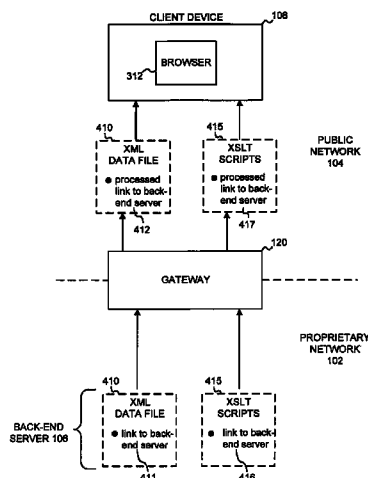 CLIENT DEVICE
108
BROWSER
312
410
XML
DATA FILE
● processed
link to back-
end server
412
415
XSLT
SCRIPTS
● processed
link to back-
end server
417
PUBLIC
NETWORK
104
120
GATEWAY
PROPRIETARY
NETWORK
102
BACK-END
SERVER 106
410
XML
DATA FILE
● link to back-
end server
411
415
XSLT
SCRIPTS
● link to back-
end server
416